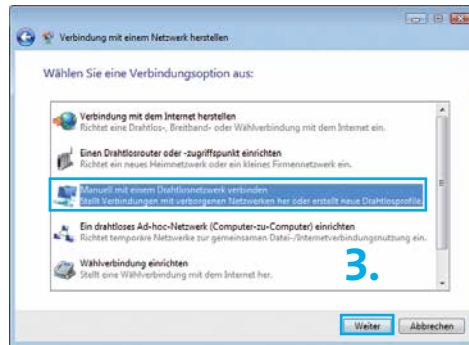 Verbindung mit einem Netzwerk herstellen
Wählen Sie eine Verbindungsoption aus:
Verbindung mit dem Internet herstellen
Richtet eine Drahtlos-, Breitband- oder Wählverbindung mit dem Internet ein.
Einen Drahtlosrouter oder -zugriffspunkt einrichten
Richtet ein neues Heimnetzwerk oder ein kleines Firmennetzwerk ein.
Manuell mit einem Drahtlosnetzwerk verbinden
Stellt Verbindungen mit verborgenen Netzwerken her oder erstellt neue Drahtlosprofile.
Ein drahtloses Ad-hoc-Netzwerk (Computer-zu-Computer) einrichten
Richtet temporäre Netzwerke zur gemeinsamen Datei-/Internetverbindungsnutzung ein.
Wählverbindung einrichten
Stellt eine Wählverbindung mit dem Internet her.
3.
Weiter Abbrechen